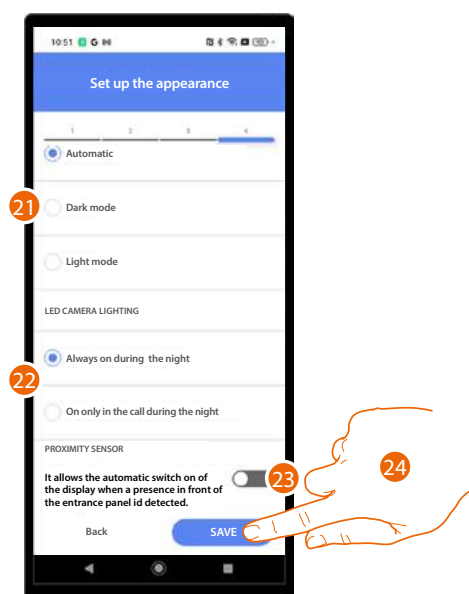 10:51 G
Set up the appearance
1 2 3 4
Automatic
21
Dark mode
Light mode
LED CAMERA LIGHTING
Always on during the night
22
On only in the call during the night
PROXIMITY SENSOR
It allows the automatic switch on of
the display when a presence in front of
the entrance panel id detected.
23
24
Back SAVE